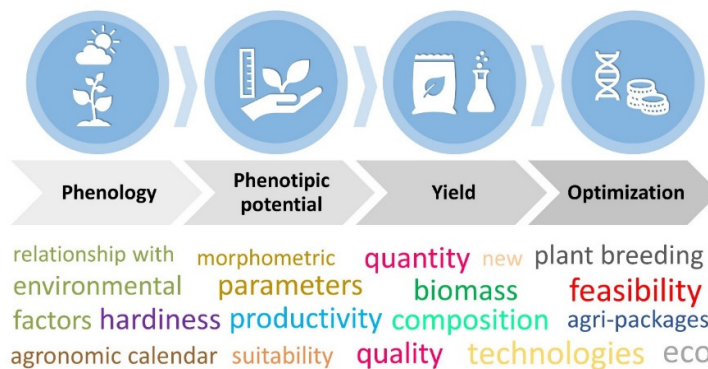 Phenology
Phenotipic
potential
Yield
Optimization
relationship with
environmental
factors
morphometric
parameters
quantity
new
plant breeding
biomass
feasibility
hardiness
productivity
composition
agri-packages
agronomic calendar
suitability
quality
technologies
eco